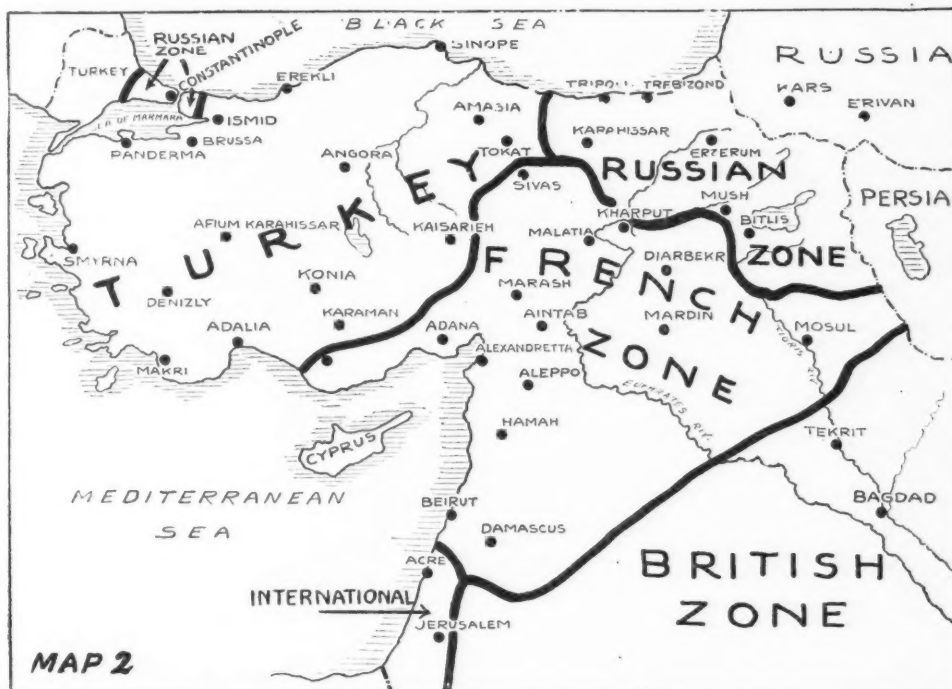 BLACK SEA
RUSSIA
RUSSIAN
ZONE
CONSTANTINOPLE
SINOPE
TURKEY
EREKLI
TRIPOLI
TREBIZOND
KARS
ERIVAN
AMASIA
ISMID
SEA OF MARMARA
BRUSSA
PANDERMA
TOKAT
KARAHISSAR
ERZERUM
ANGORA
SIVAS
RUSSIAN
ZONE
PERSIA
MUSH
BITLIS
KHARPUT
AFIUM KARAHISSAR
KAISARIEH
MALATIA
TURKEY
SMYRNA
DIARBEKR
FRENCH
ZONE
KONIA
DENIZLY
MARASH
KARAMAN
ADANA
AINTAB
MARDIN
MOSUL
ADALIA
TIGRIS RIV.
MAKRI
ALEXANDRETTA
ALEPPO
EUPHRATES RIV.
HAMAH
TEKRIT
CYPRUS
MEDITERRANEAN
SEA
BEIRUT
BAGDAD
DAMASCUS
ACRE
BRITISH
ZONE
INTERNATIONAL
JERUSALEM
MAP 2